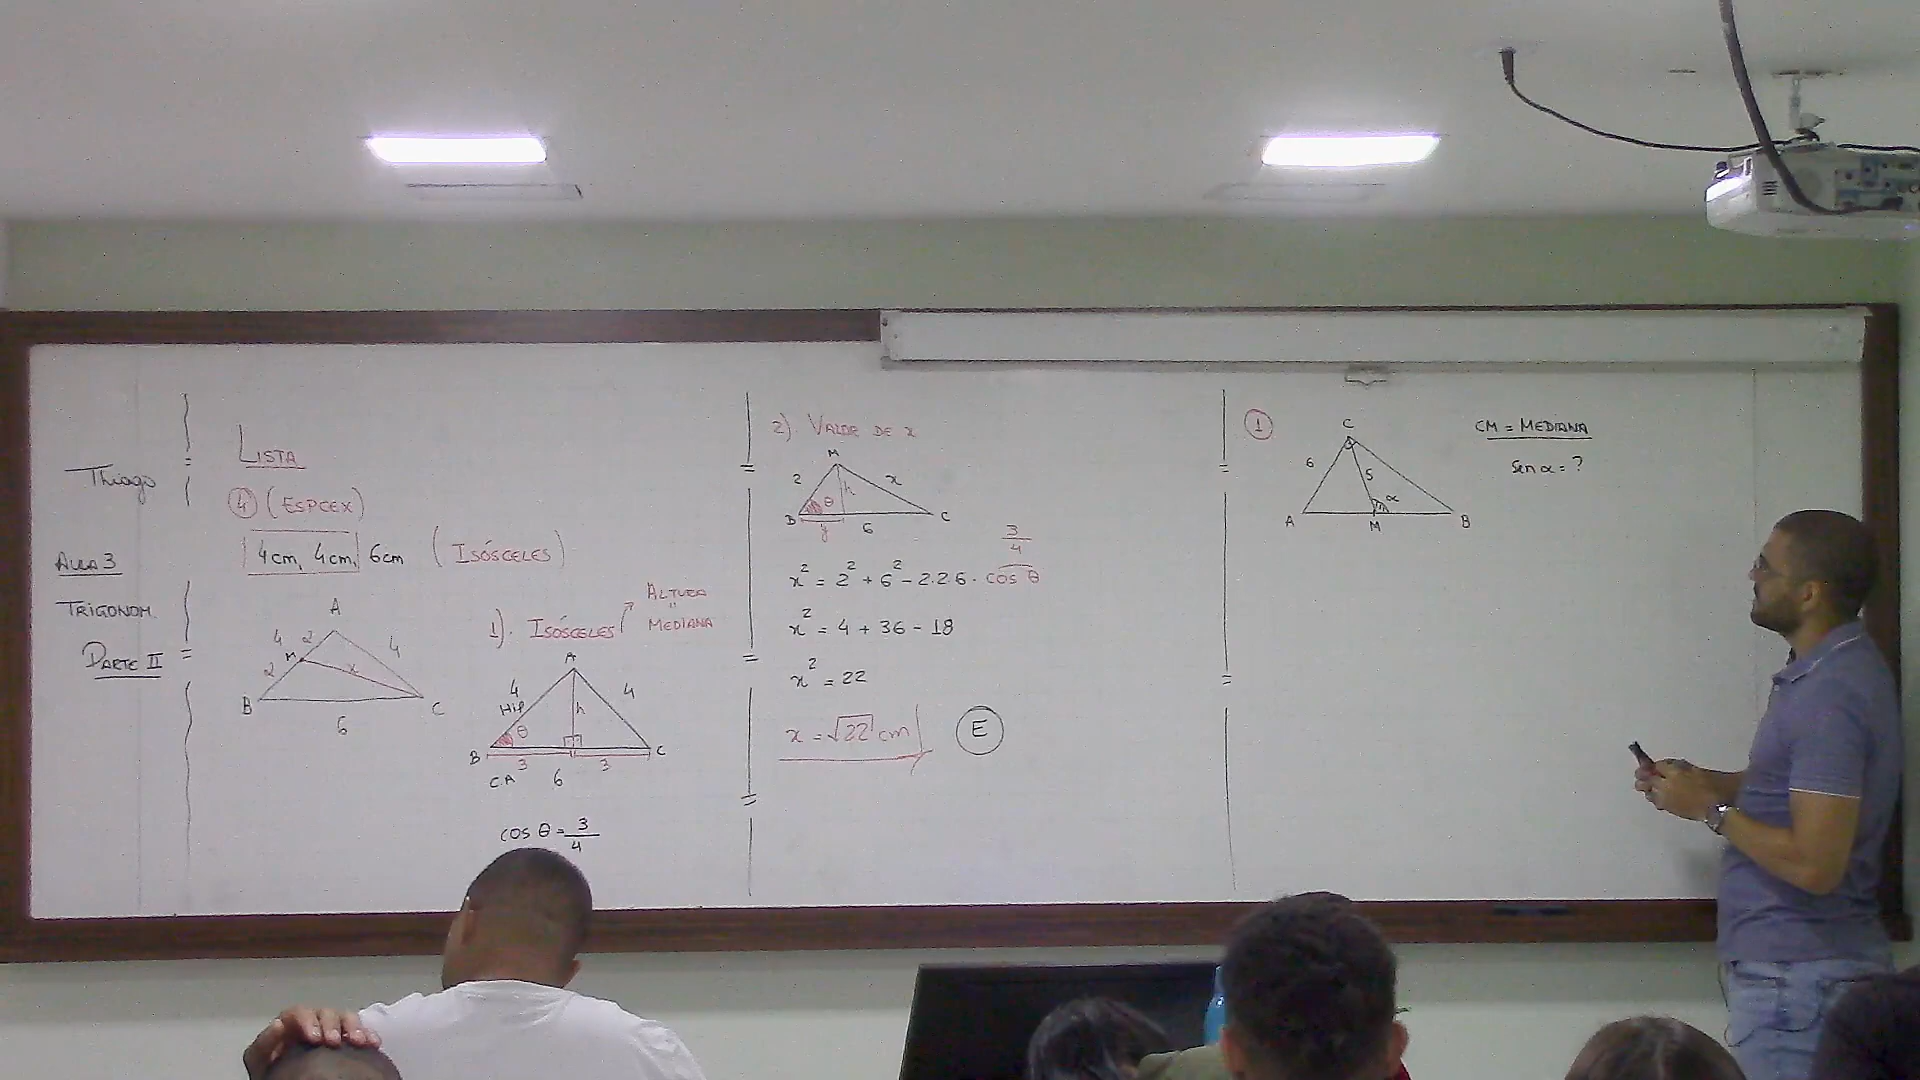 Thiago
Aula 3
Trigonom.
Parte II
Lista
4 (EsPCEx)
4cm, 4cm, 6cm (Isósceles)
A
4 2 4
M
2 x
B C
6
1). Isósceles
Altura
"
Mediana
A
4 4
Hip h
θ
B C
3 3
C.A 6
cos θ = 3/4
2). Valor de x
M
2 h x
θ
B C
y 6
3/4
x² = 2² + 6² - 2.2.6. cos θ
x² = 4 + 36 - 18
x² = 22
x = √22 cm
E
1
C
6 5
α
A M B
CM = Mediana
sen α = ?